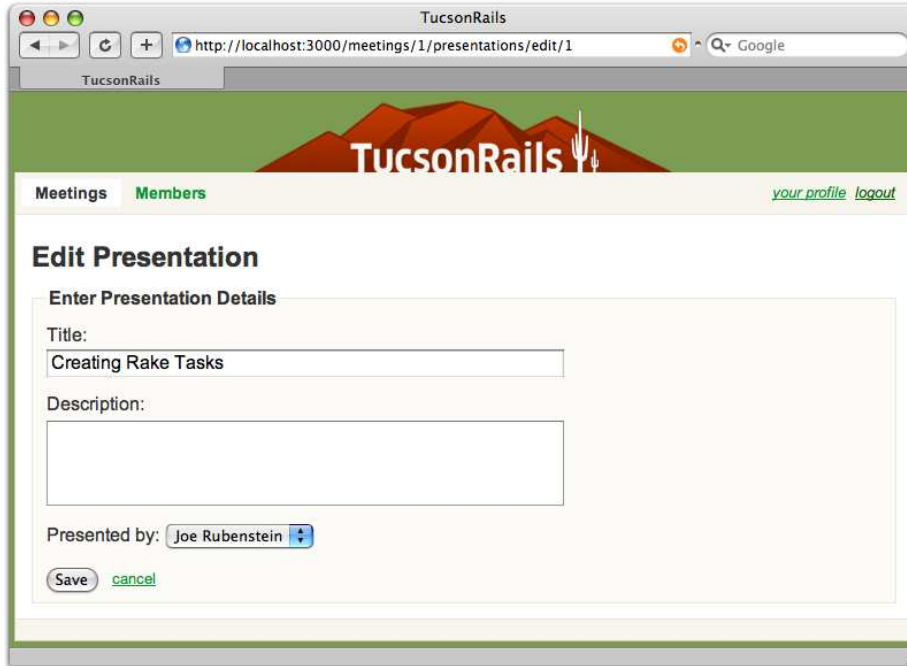 TucsonRails
http://localhost:3000/meetings/1/presentations/edit/1
Google
TucsonRails
TucsonRails
Meetings Members your profile logout
Edit Presentation
Enter Presentation Details
Title:
Creating Rake Tasks
Description:
Presented by: Joe Rubenstein
Save cancel